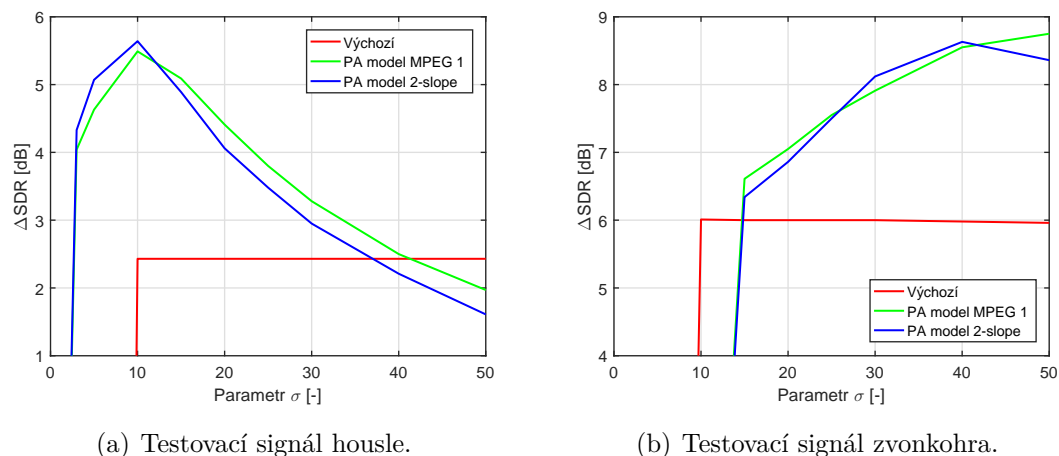 6
5
4
3
2
1
ΔSDR [dB]
0 10 20 30 40 50
Parametr σ [-]
Výchozí
PA model MPEG 1
PA model 2-slope
(a) Testovací signál housle.
9
8
7
6
5
4
ΔSDR [dB]
0 10 20 30 40 50
Parametr σ [-]
Výchozí
PA model MPEG 1
PA model 2-slope
(b) Testovací signál zvonkohra.